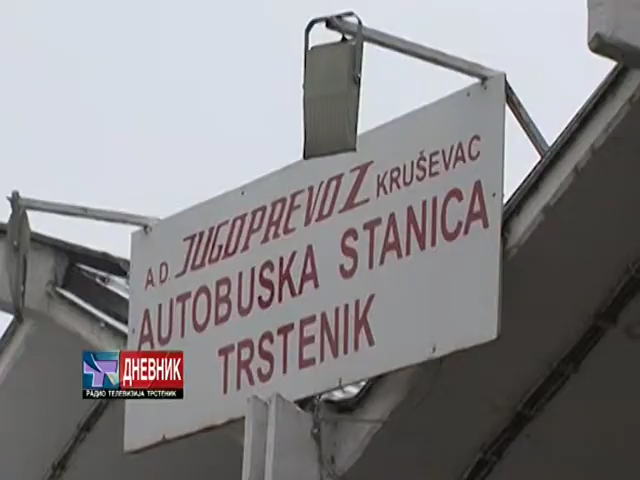 A.D. JUGOPREVOZ KRUŠEVAC
AUTOBUSKA STANICA
TRSTENIK
ДНЕВНИК
РАДИО ТЕЛЕВИЗИЈА ТРСТЕНИК